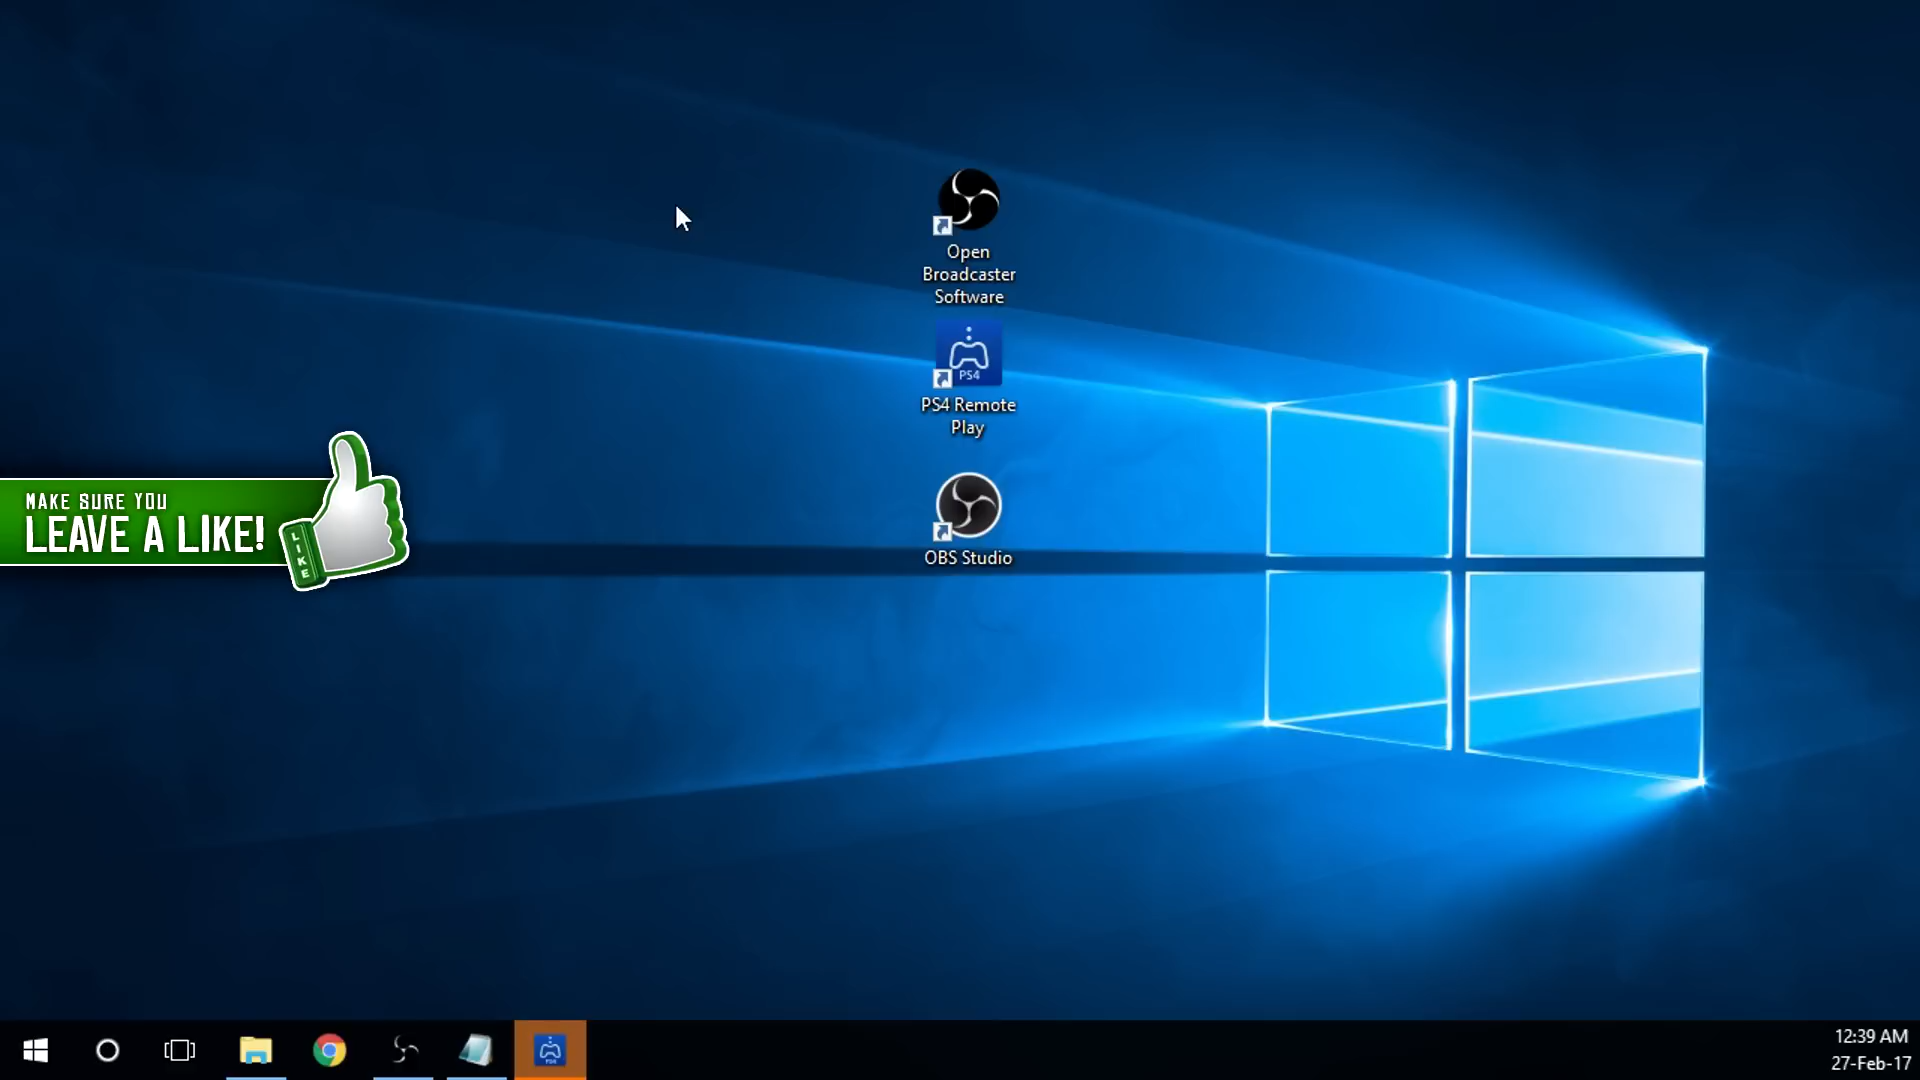 Open
Broadcaster
Software
PS4
PS4 Remote
Play
MAKE SURE YOU
LEAVE A LIKE!
LIKE
OBS Studio
PS4
12:39 AM
27-Feb-17